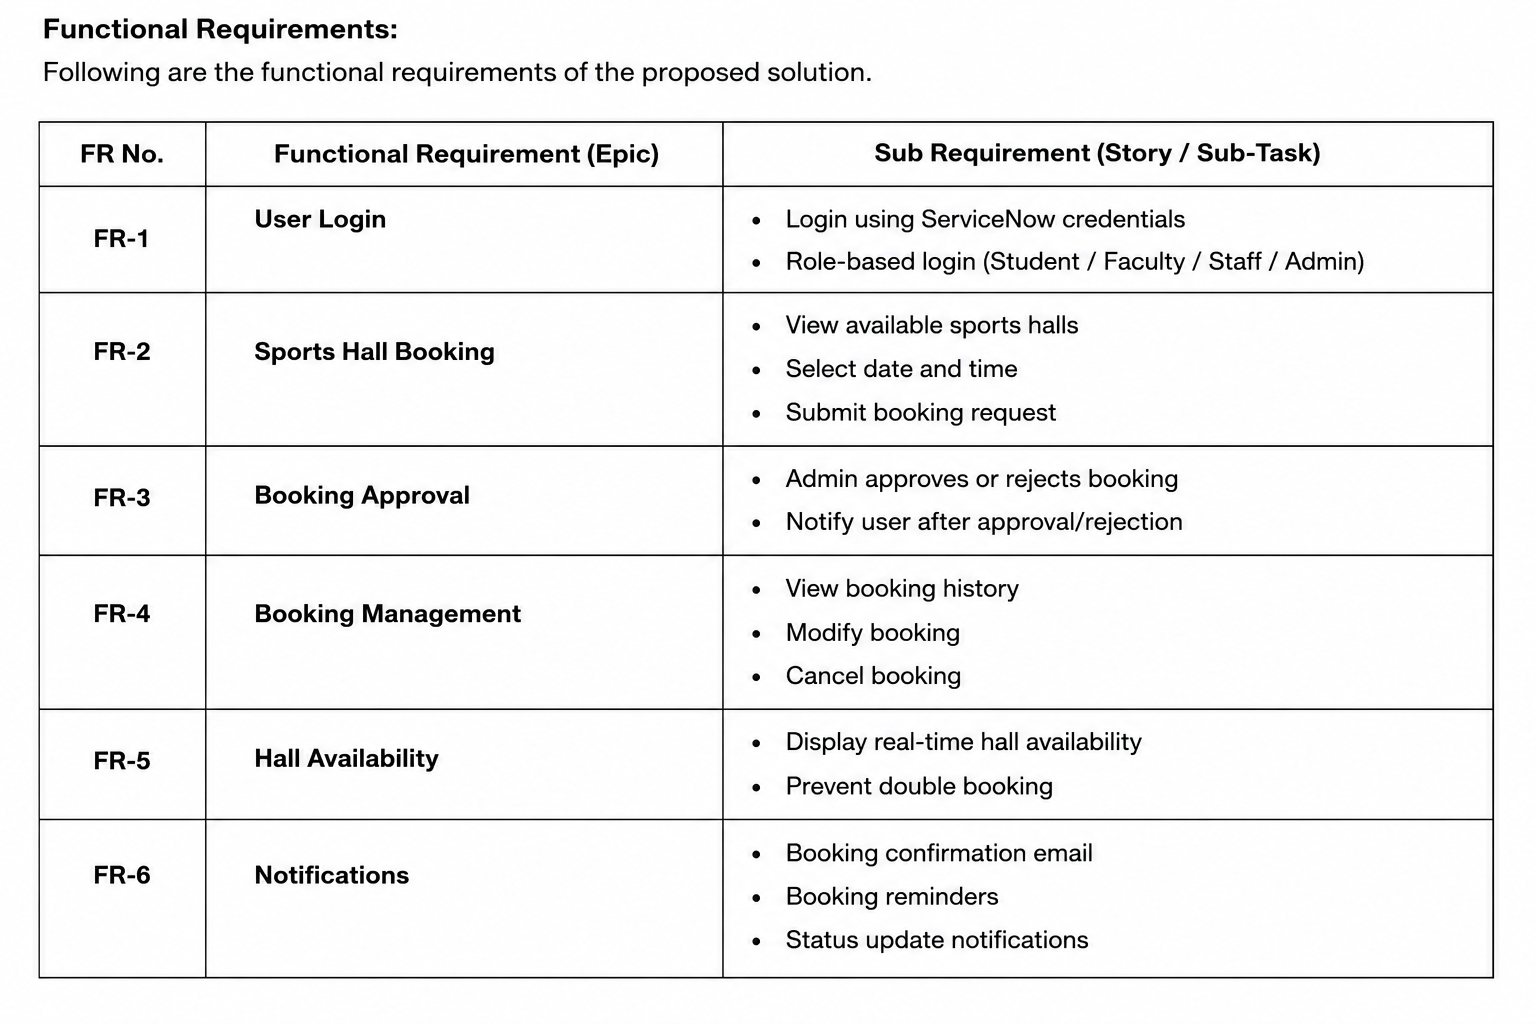 Functional Requirements:
Following are the functional requirements of the proposed solution.
FR No. Functional Requirement (Epic) Sub Requirement (Story / Sub-Task)
FR-1 User Login
• Login using ServiceNow credentials
• Role-based login (Student / Faculty / Staff / Admin)
FR-2 Sports Hall Booking
• View available sports halls
• Select date and time
• Submit booking request
FR-3 Booking Approval
• Admin approves or rejects booking
• Notify user after approval/rejection
FR-4 Booking Management
• View booking history
• Modify booking
• Cancel booking
FR-5 Hall Availability
• Display real-time hall availability
• Prevent double booking
FR-6 Notifications
• Booking confirmation email
• Booking reminders
• Status update notifications